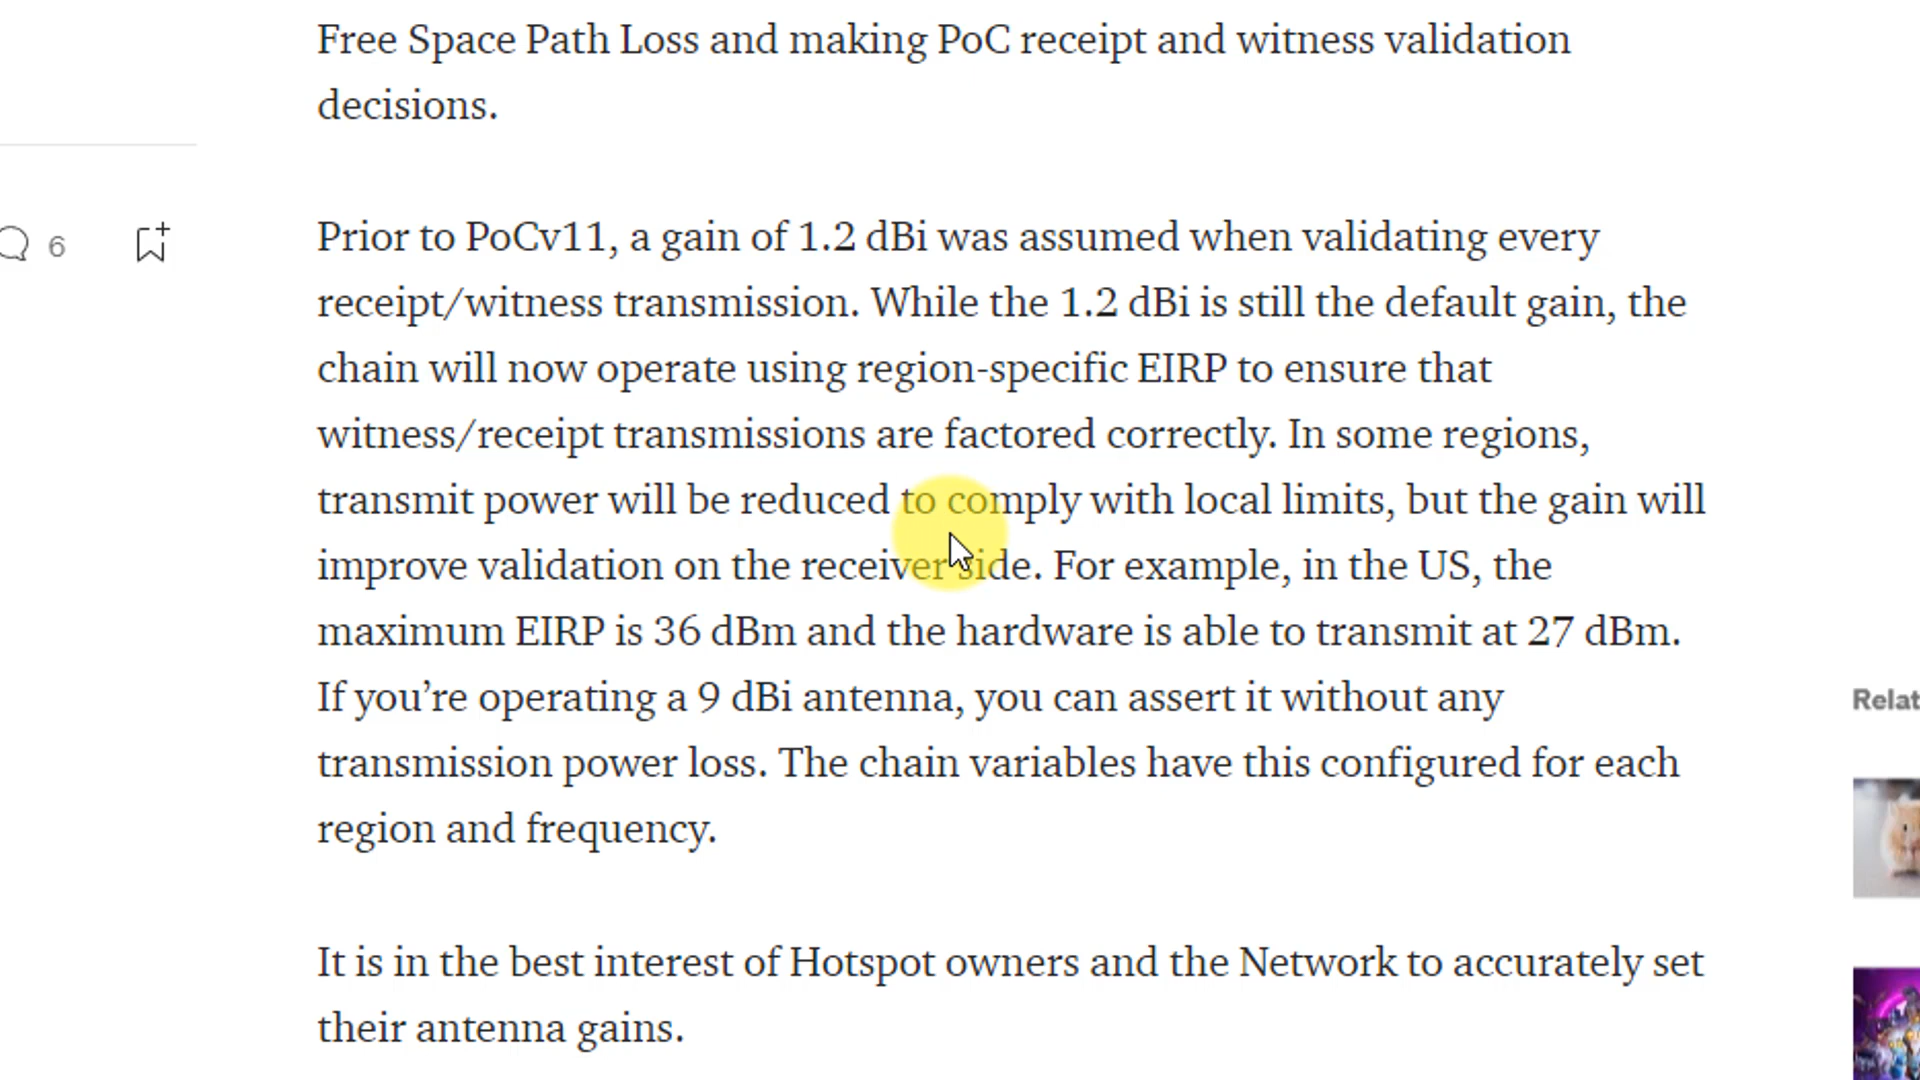 Free Space Path Loss and making PoC receipt and witness validation
decisions.
6
Prior to PoCv11, a gain of 1.2 dBi was assumed when validating every
receipt/witness transmission. While the 1.2 dBi is still the default gain, the
chain will now operate using region-specific EIRP to ensure that
witness/receipt transmissions are factored correctly. In some regions,
transmit power will be reduced to comply with local limits, but the gain will
improve validation on the receiver side. For example, in the US, the
maximum EIRP is 36 dBm and the hardware is able to transmit at 27 dBm.
If you’re operating a 9 dBi antenna, you can assert it without any
transmission power loss. The chain variables have this configured for each
region and frequency.
It is in the best interest of Hotspot owners and the Network to accurately set
their antenna gains.
Relat